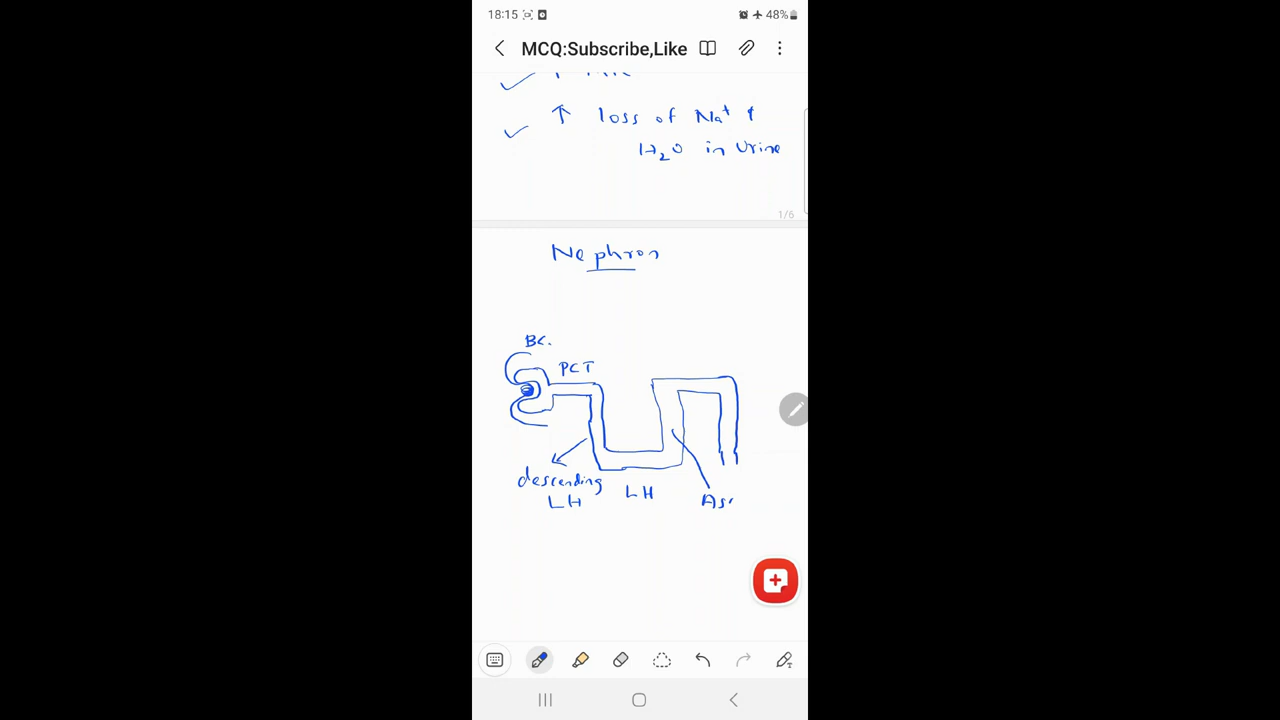 18:15
48%
MCQ:Subscribe,Like
↑
↑ loss of Na+ &
H2O in Urine
1/6
Nephron
BC.
PCT
descending
LH
LH
As